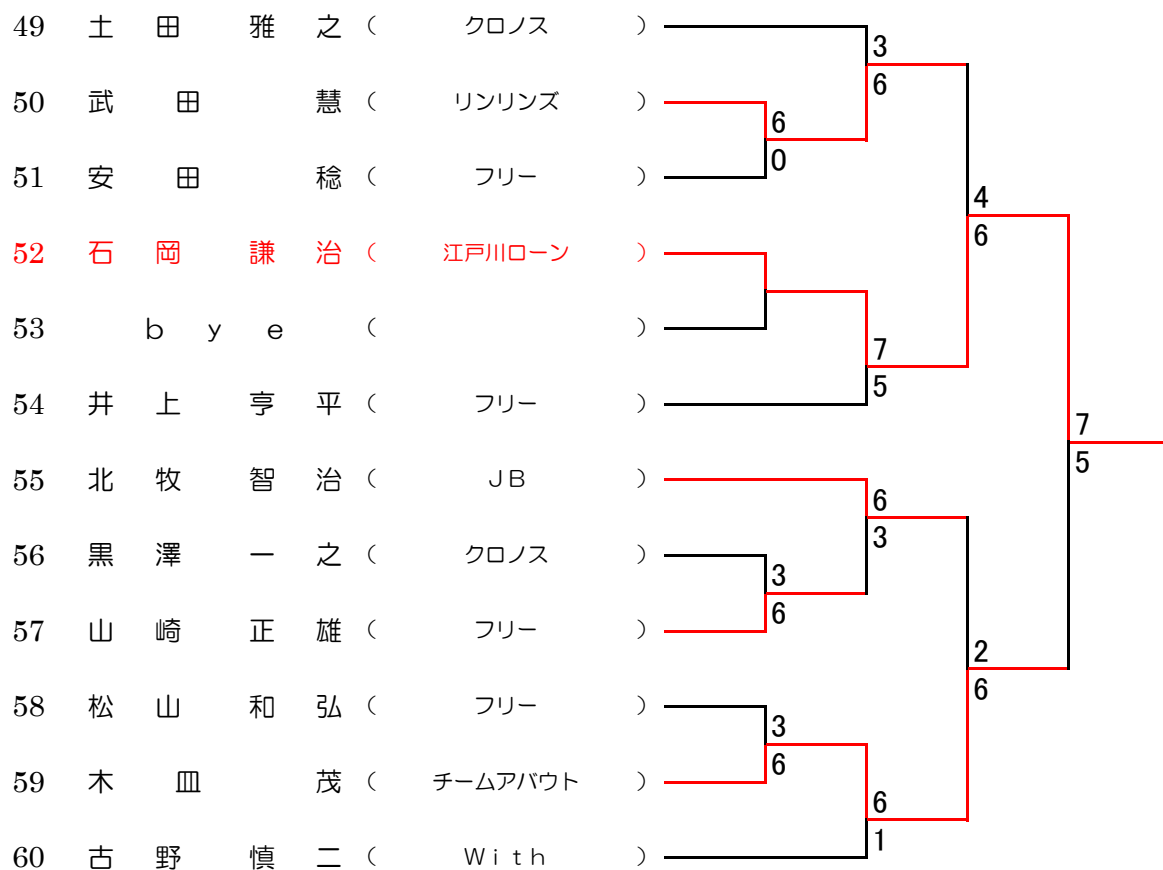 49 土田 雅之 ( クロノス ) 3
50 武田 慧 ( リンリンズ ) 6 6
51 安田 稔 ( フリー ) 0
52 石岡 謙治 ( 江戸川ローン ) 4 6
53 ｂｙｅ ( )
54 井上 亨平 ( フリー ) 7 5
55 北牧 智治 ( ＪＢ ) 6 7 5
56 黒澤 一之 ( クロノス ) 3 3
57 山崎 正雄 ( フリー ) 6
58 松山 和弘 ( フリー ) 3 2 6
59 木皿 茂 ( チームアバウト ) 6 6
60 古野 慎二 ( Ｗｉｔｈ ) 1